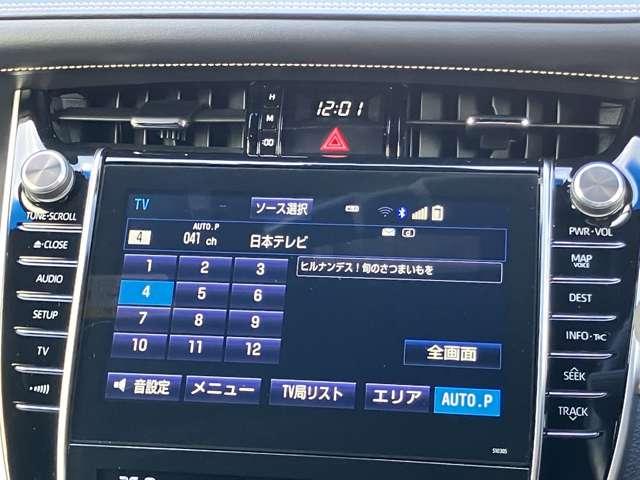 H
M
:00
12:01
TUNE•SCROLL
⏏CLOSE
AUDIO
SETUP
TV
TV
ソース選択
4
AUTO.P
041 ch
日本テレビ
1 2 3
4 5 6
7 8 9
10 11 12
ヒルナンデス!旬のさつまいもを
全画面
音設定
メニュー
TV局リスト
エリア
AUTO.P
S10305
PWR•VOL
MAP
VOICE
DEST
INFO•T&C
SEEK
TRACK